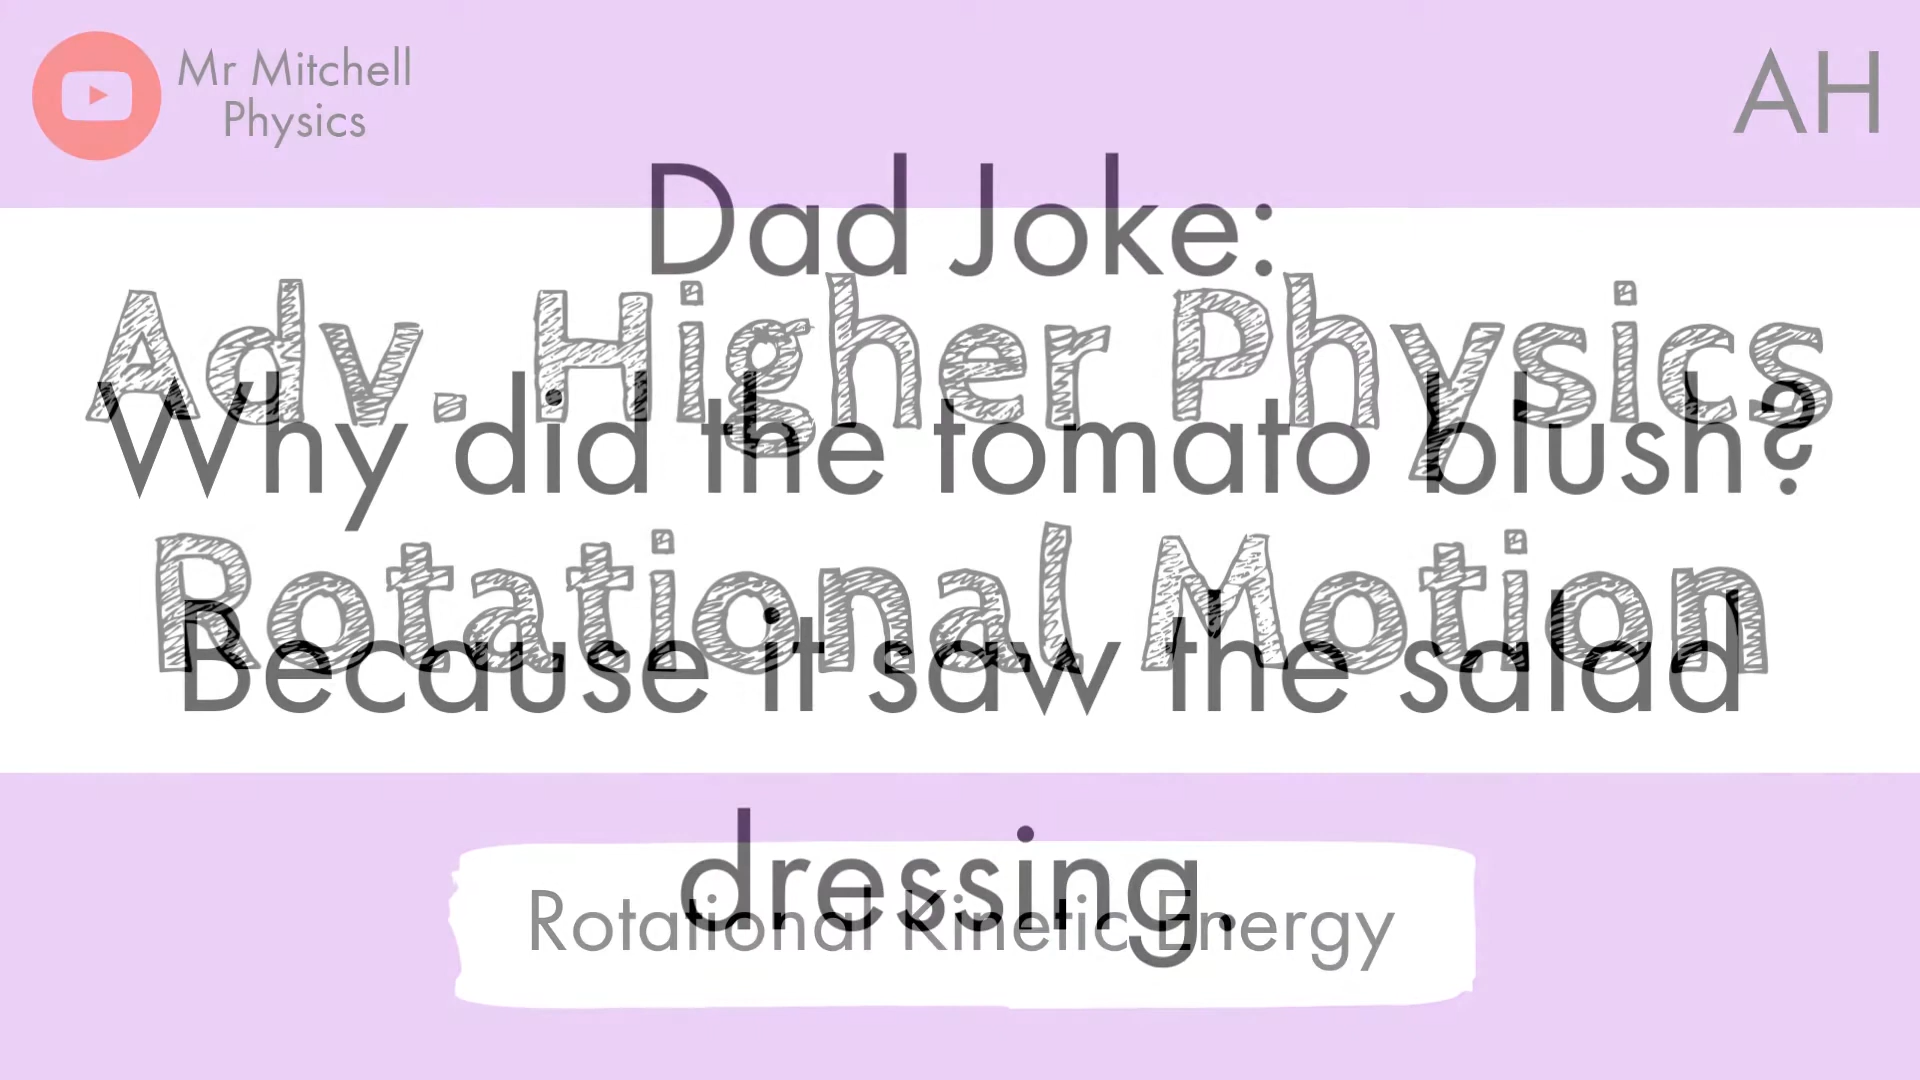 Mr Mitchell
Physics
AH
Dad Joke:
Adv. Higher Physics
Why did the tomato blush?
Rotational Motion
Because it saw the salad
dressing.
Rotational Kinetic Energy